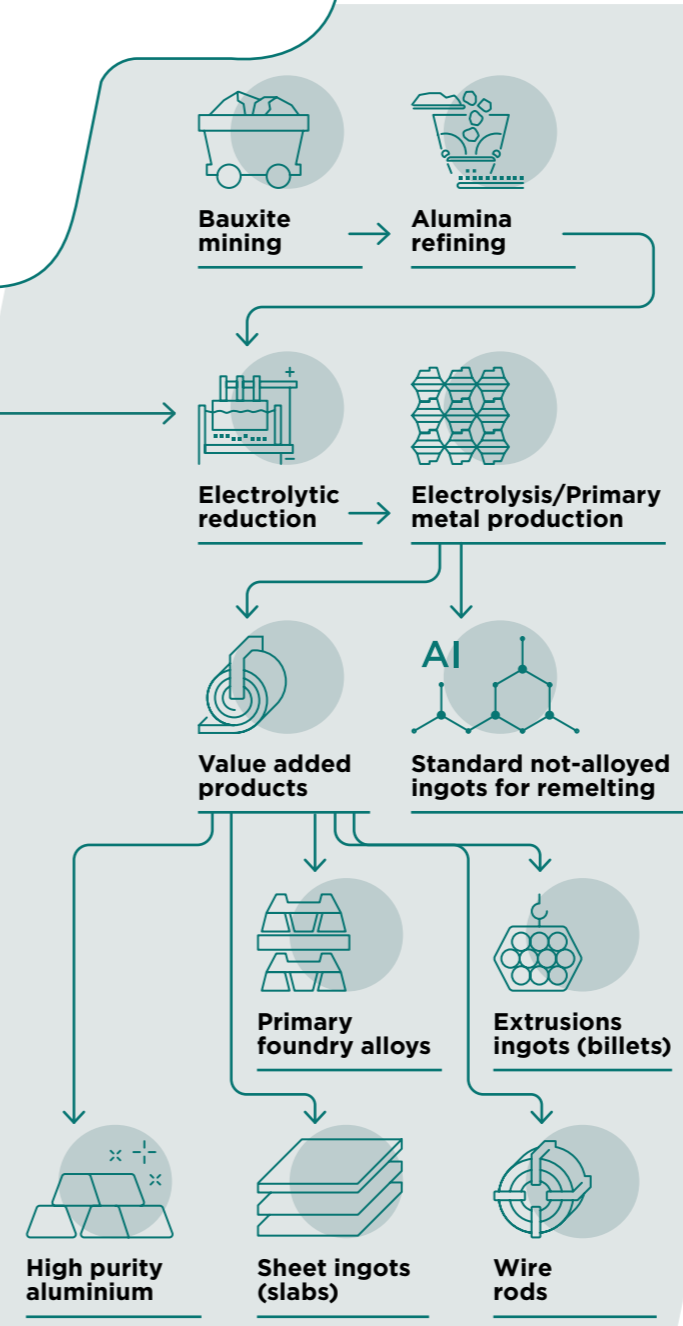 Bauxite
mining
Alumina
refining
+
−
Electrolytic
reduction
Electrolysis/Primary
metal production
Al
Value added
products
Standard not-alloyed
ingots for remelting
Primary
foundry alloys
Extrusions
ingots (billets)
High purity
aluminium
Sheet ingots
(slabs)
Wire
rods